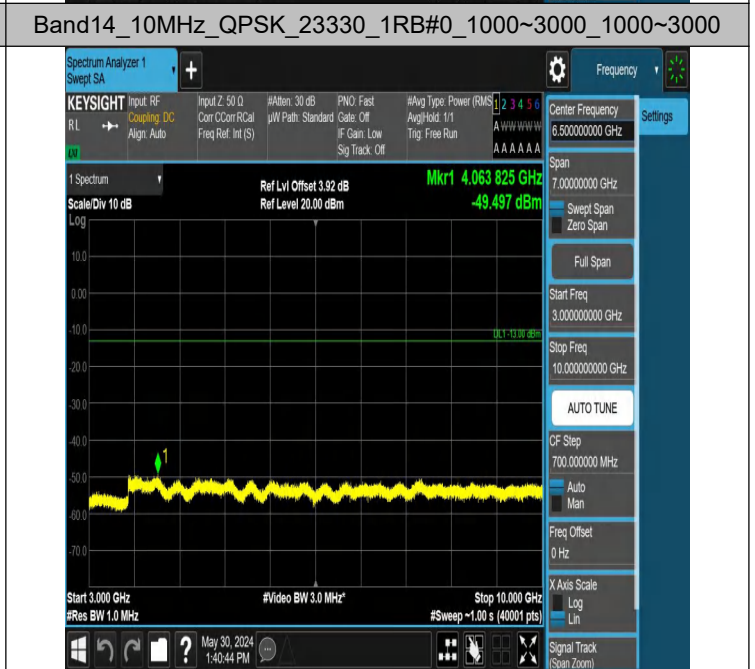 Band14_10MHz_QPSK_23330_1RB#0_1000~3000_1000~3000
Spectrum Analyzer 1
Swept SA
+
Frequency
KEYSIGHT
RL
LXI
Input: RF
Coupling: DC
Align: Auto
Input Z: 50 Ω
Corr CCorr RCal
Freq Ref: Int (S)
#Atten: 30 dB
µW Path: Standard
PNO: Fast
Gate: Off
IF Gain: Low
Sig Track: Off
#Avg Type: Power (RMS
Avg|Hold: 1/1
Trig: Free Run
1 2 3 4 5 6
A W W W W W
A A A A A A
Center Frequency
6.500000000 GHz
Settings
Span
7.00000000 GHz
Swept Span
Zero Span
Full Span
Start Freq
3.000000000 GHz
Stop Freq
10.000000000 GHz
AUTO TUNE
CF Step
700.000000 MHz
Auto
Man
Freq Offset
0 Hz
X Axis Scale
Log
Lin
Signal Track
(Span Zoom)
1 Spectrum
Scale/Div 10 dB
Log
Ref Lvl Offset 3.92 dB
Ref Level 20.00 dBm
Mkr1 4.063 825 GHz
-49.497 dBm
10.0
0.00
-10.0
DL1 -13.00 dBm
-20.0
-30.0
-40.0
1
-50.0
-60.0
-70.0
Start 3.000 GHz
#Res BW 1.0 MHz
#Video BW 3.0 MHz*
Stop 10.000 GHz
#Sweep ~1.00 s (40001 pts)
?
May 30, 2024
1:40:44 PM